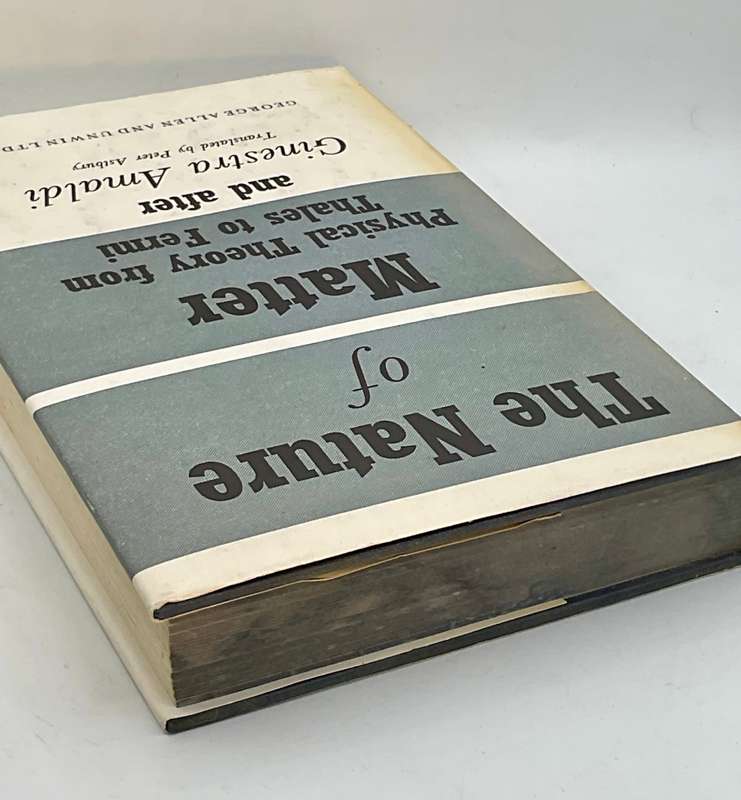 The Nature
of
Matter
Physical Theory from
Thales to Fermi
and after
Ginestra Amaldi
Translated by Peter Astbury
GEORGE ALLEN AND UNWIN LTD